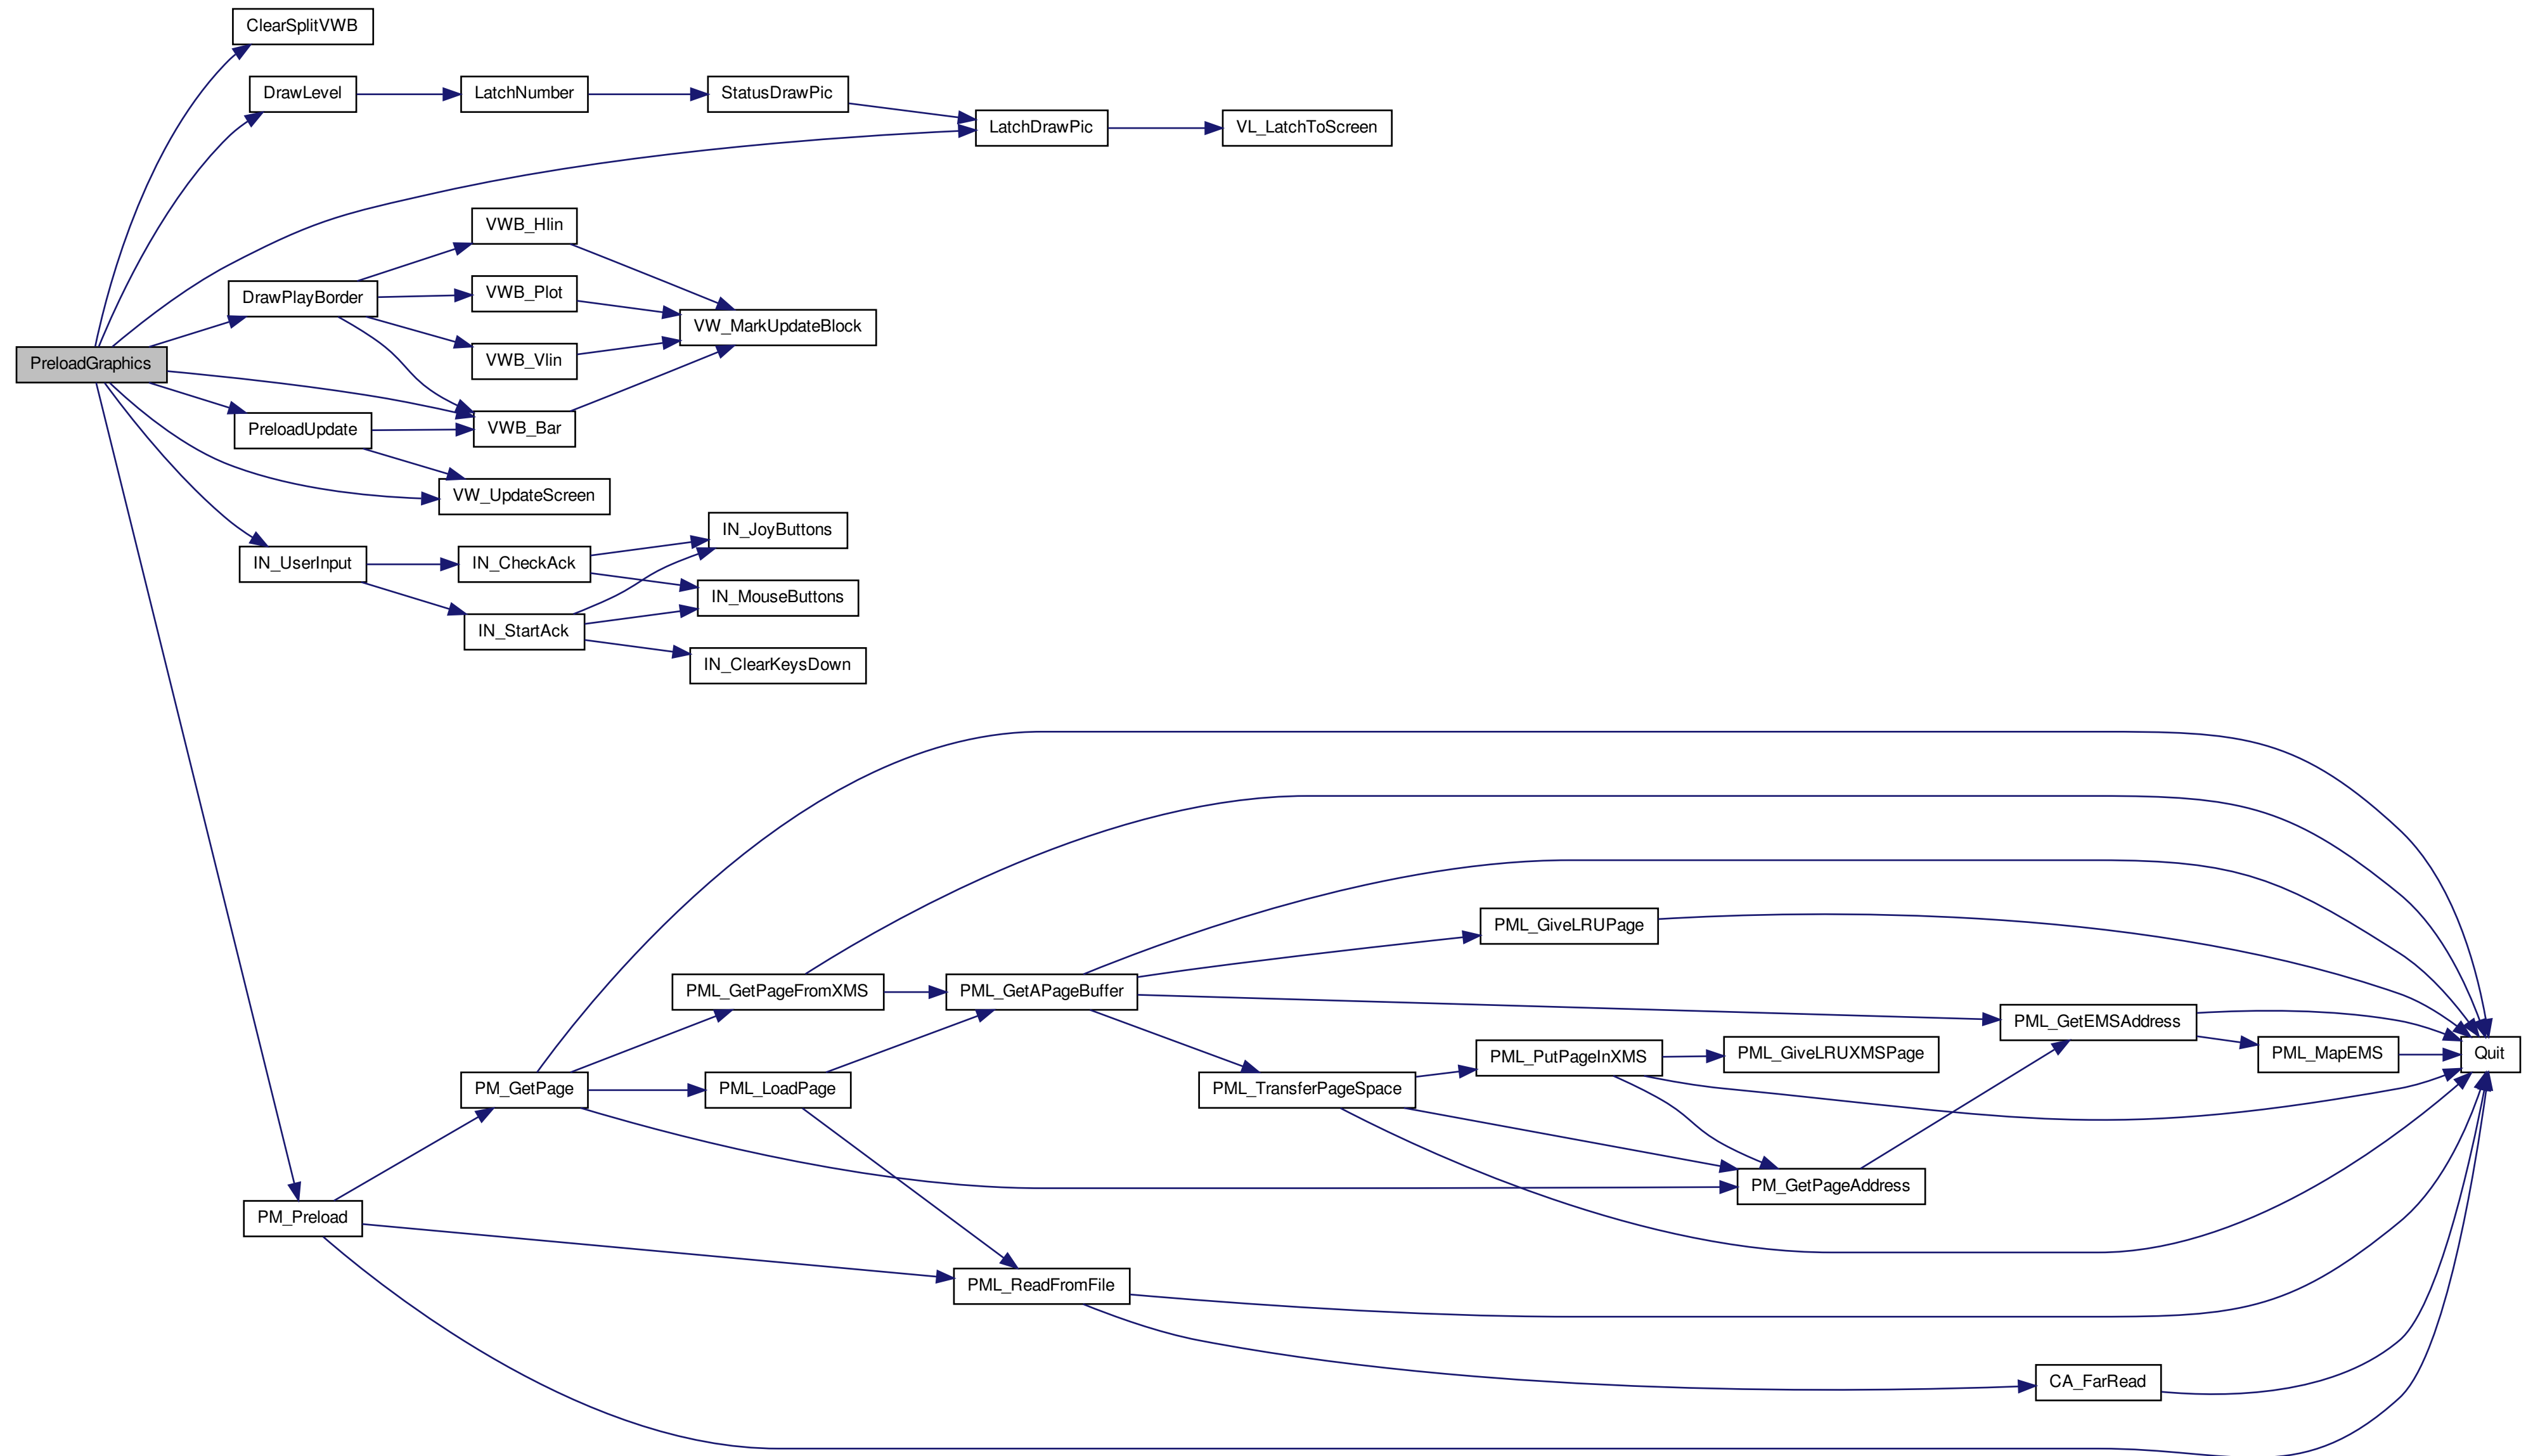 ClearSplitVWB
DrawLevel
LatchNumber
StatusDrawPic
LatchDrawPic
VL_LatchToScreen
VWB_Hlin
DrawPlayBorder
VWB_Plot
VW_MarkUpdateBlock
VWB_Vlin
PreloadGraphics
PreloadUpdate
VWB_Bar
VW_UpdateScreen
IN_JoyButtons
IN_UserInput
IN_CheckAck
IN_MouseButtons
IN_StartAck
IN_ClearKeysDown
PML_GiveLRUPage
PML_GetPageFromXMS
PML_GetAPageBuffer
PML_GetEMSAddress
PML_PutPageInXMS
PML_GiveLRUXMSPage
PML_MapEMS
Quit
PM_GetPage
PML_LoadPage
PML_TransferPageSpace
PM_GetPageAddress
PM_Preload
PML_ReadFromFile
CA_FarRead